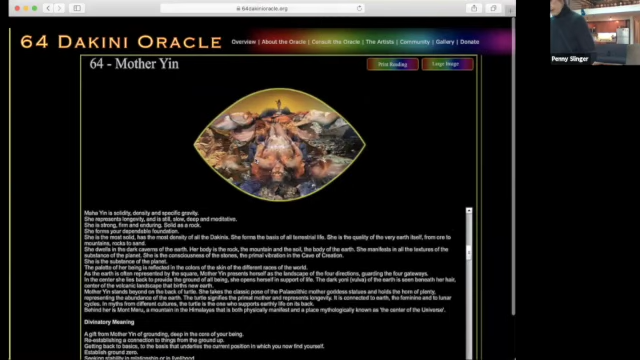 64dakinioracle.org
64 DAKINI ORACLE
Overview | About the Oracle | Consult the Oracle | The Artists | Community | Gallery | Donate
64 - Mother Yin
Print Reading
Large Image
Penny Slinger
Maha Yin is solidity, density and specific gravity.
She represents longevity, and is still, slow, deep and meditative.
She is strong, firm and enduring. Solid as a rock.
She forms your dependable foundation.
She is the most solid, has the most density of all the Dakinis. She forms the basis of all terrestrial life. She is the quality of the very earth itself, from ore to
mountains, rocks to sand.
She dwells in the dark caverns of the earth. Her body is the rock, the mountain and the soil, the body of the earth. She manifests in all the textures of the
substance of the planet. She is the consciousness of the stones, the primal vibration in the Cave of Creation.
She is the substance of the planet.
The palette of her being is reflected in the colors of the skin of the different races of the world.
As the earth is often represented by the square, Mother Yin presents herself as the landscape of the four directions, guarding the four gateways.
In the center she lies back to provide the ground of all being, she opens herself in support of life. The dark yoni (vulva) of the earth is seen beneath her hair,
center of the volcanic landscape that births new earth.
Mother Yin stands beyond on the back of a turtle. She takes the classic pose of the Palaeolithic mother goddess statues and holds the horn of plenty,
representing the abundance of the earth. The turtle signifies the primal mother and represents longevity. It is connected to earth, the feminine and to lunar
cycles. In myths from different cultures, the turtle is the one who supports earthly life on its back.
Behind her is Mont Meru, a mountain in the Himalayas that is both physically manifest and a place mythologically known as 'the center of the Universe'.
Divinatory Meaning
A gift from Mother Yin of grounding, deep in the core of your being.
Re-establishing a connection to things from the ground up.
Getting back to basics, to the basis that underlies the current position in which you now find yourself.
Establish ground zero.
Seeking stability in relationship or in livelihood